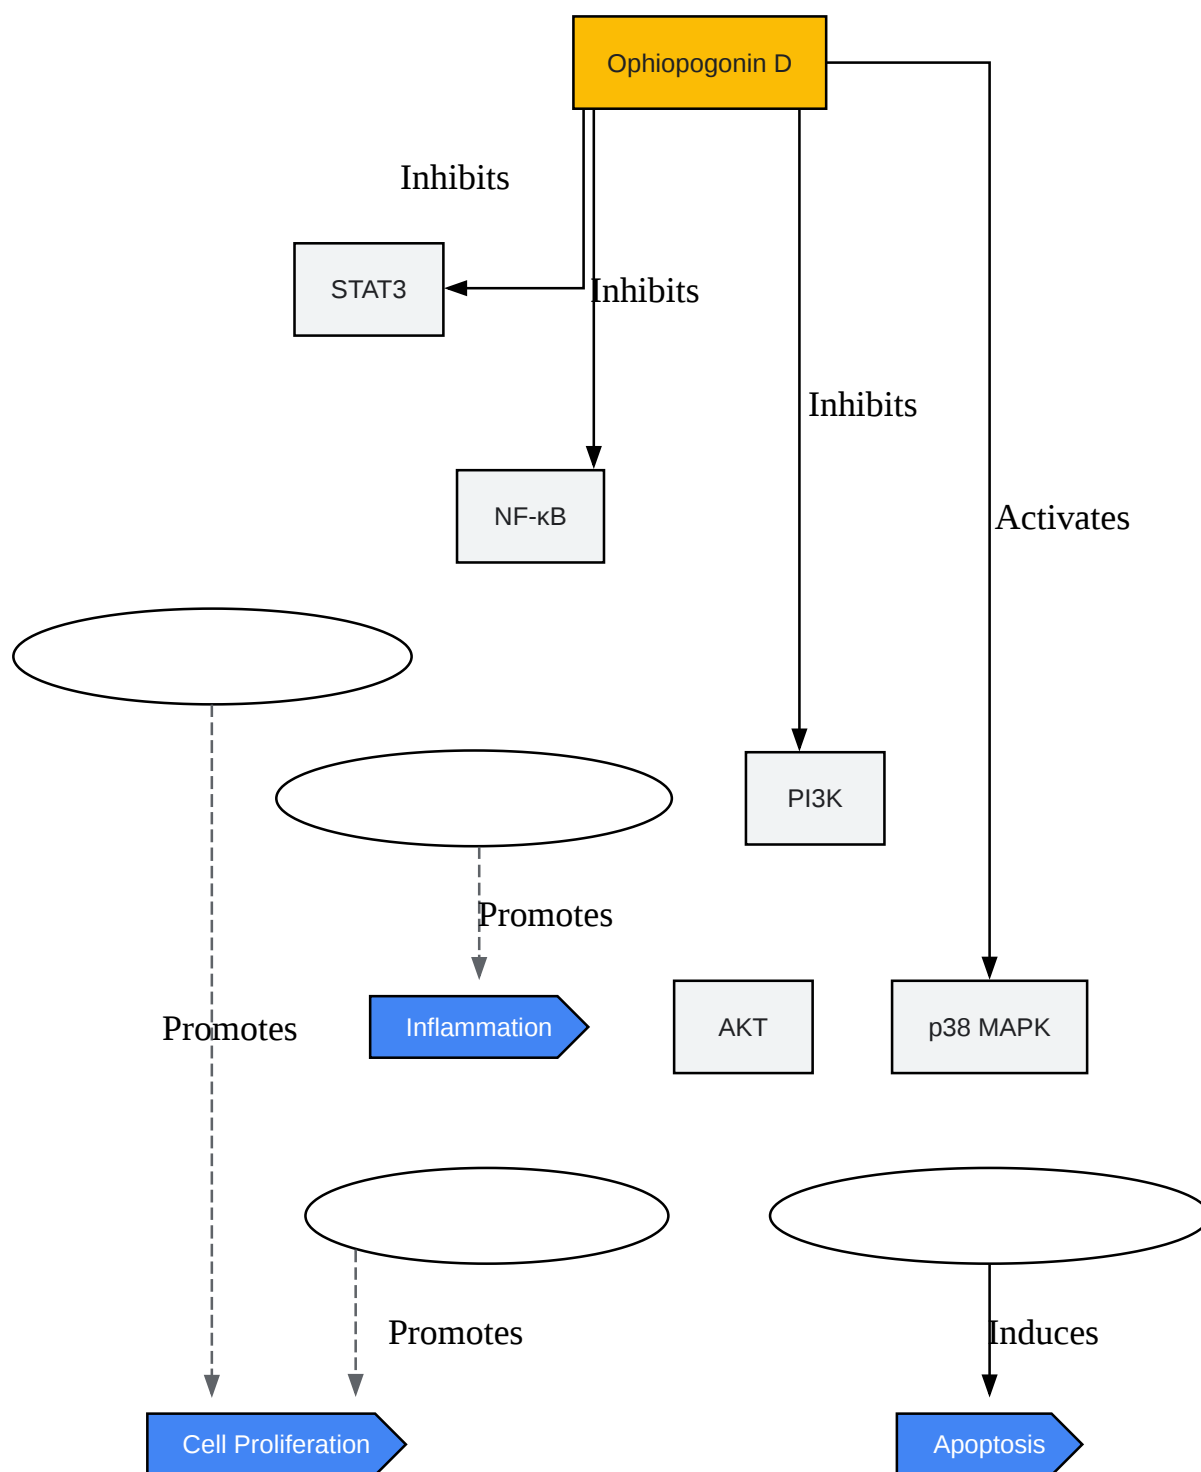 Ophiopogonin D
Inhibits
STAT3
Inhibits
Inhibits
NF-κB
Activates
PI3K
Promotes
Inflammation
AKT
p38 MAPK
Promotes
Promotes
Induces
Cell Proliferation
Apoptosis